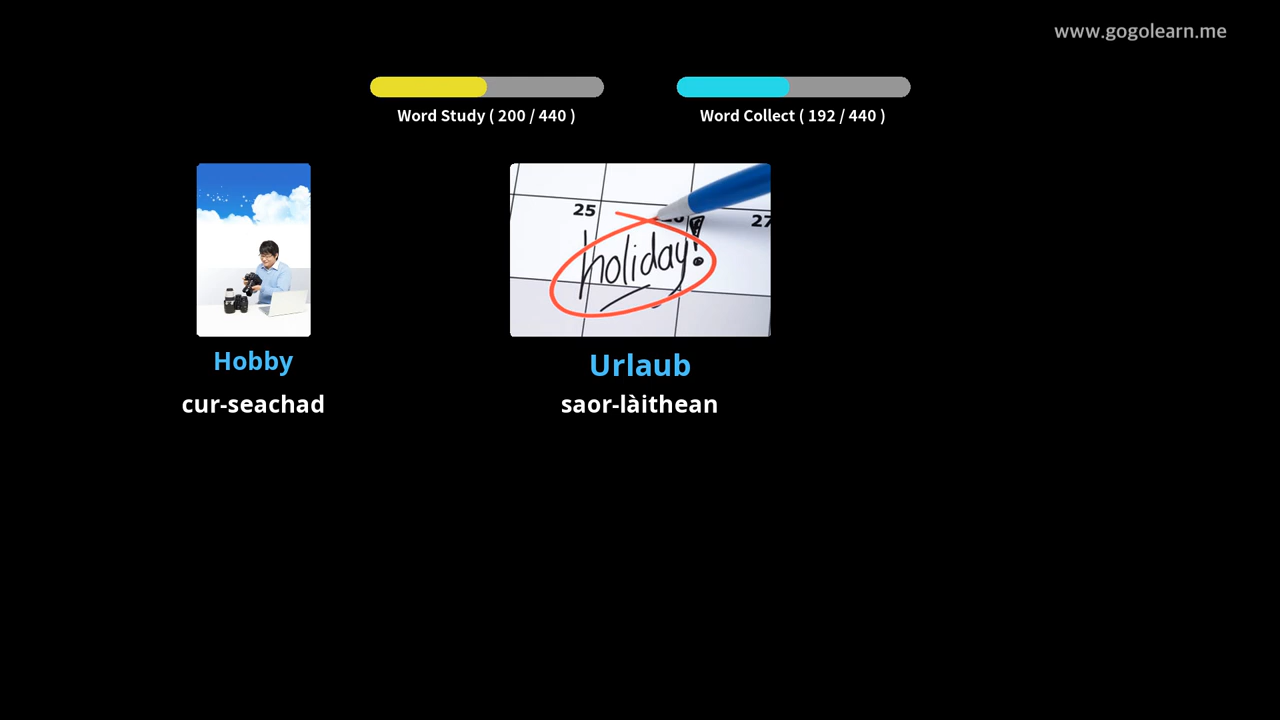 www.gogolearn.me
Word Study ( 200 / 440 )
Word Collect ( 192 / 440 )
25
27
holiday!
Hobby
cur-seachad
Urlaub
saor-làithean